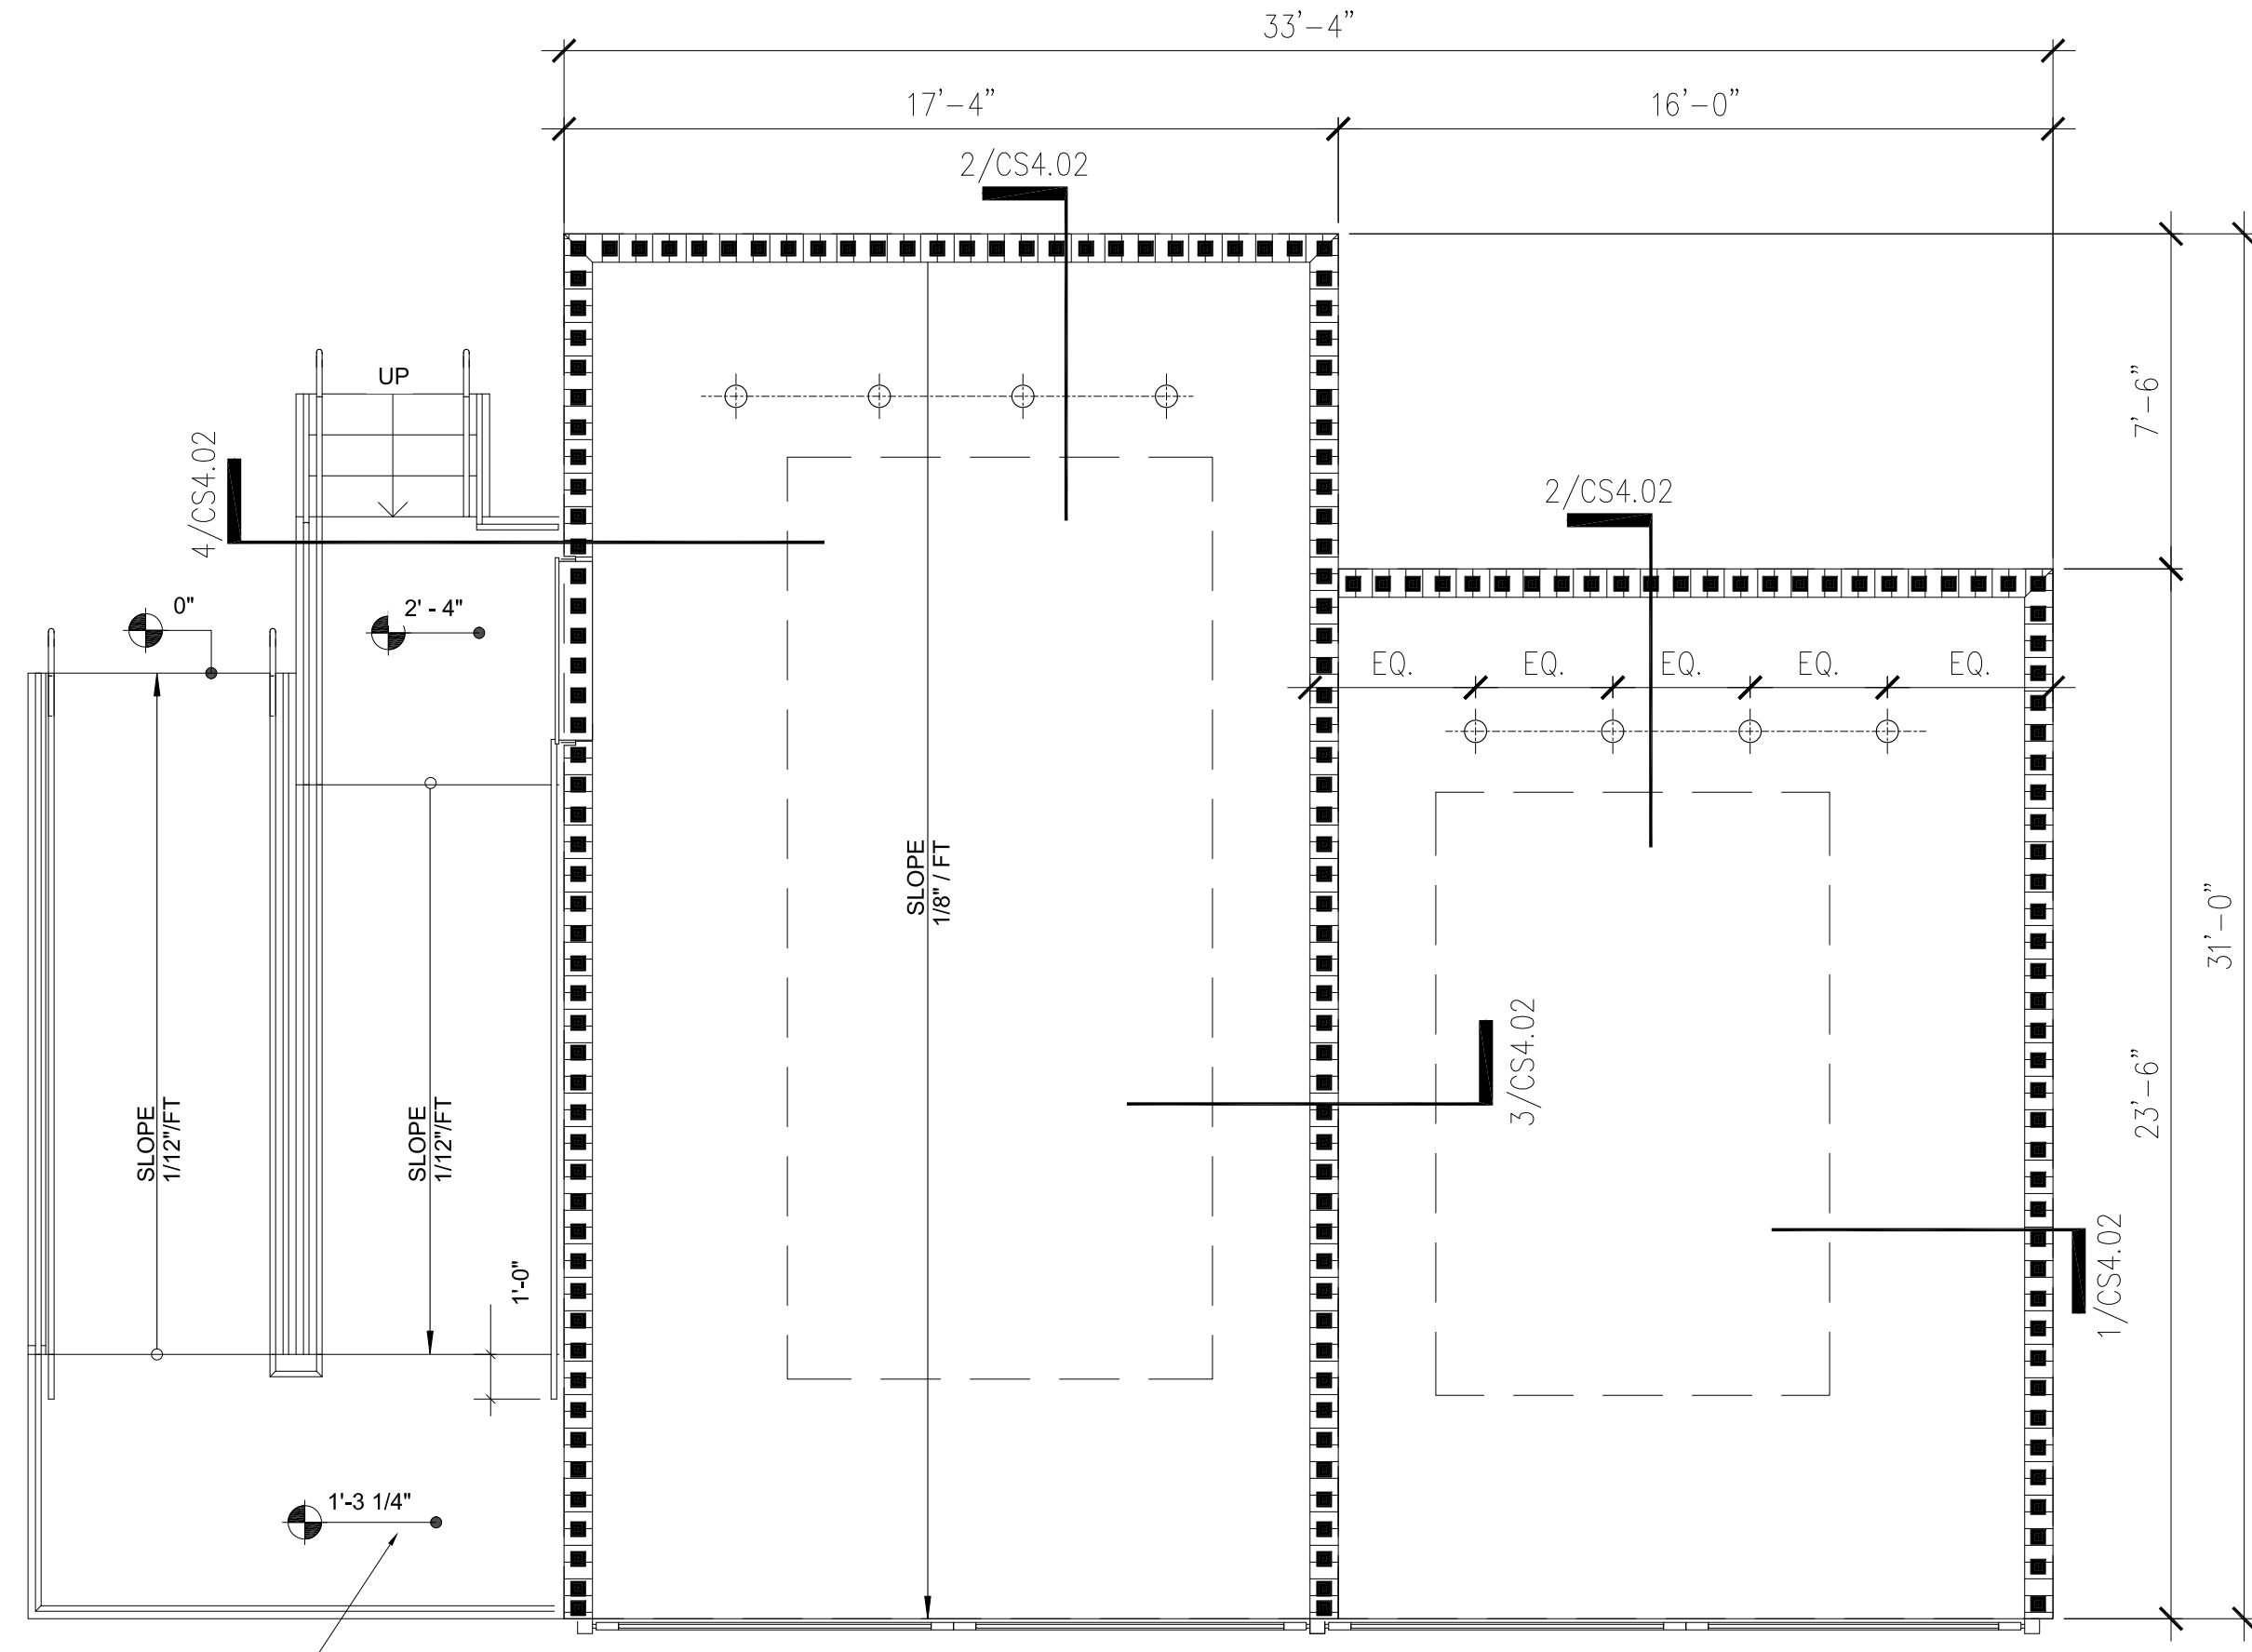 33'-4"
17'-4"
16'-0"
2/CS4.02
UP
7'-6"
4/CS4.02
2/CS4.02
0"
2' - 4"
EQ.
EQ.
EQ.
EQ.
EQ.
SLOPE
1/8" / FT
31'-0"
3/CS4.02
23'-6"
SLOPE
1/12"/FT
SLOPE
1/12"/FT
1'-0"
1/CS4.02
1'-3 1/4"